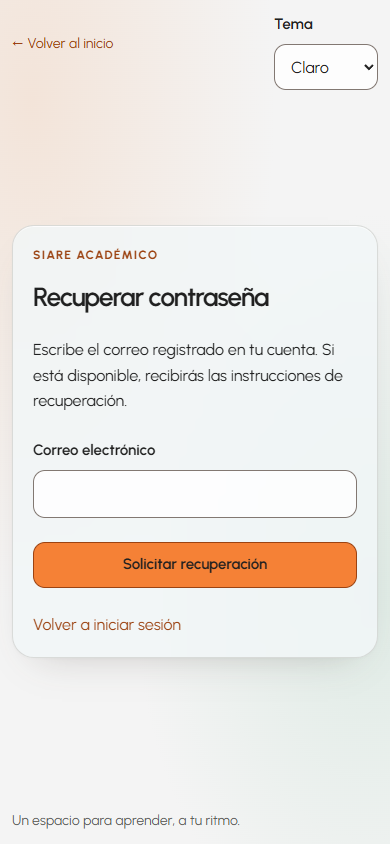 Tema
← Volver al inicio
Claro
SIARE ACADÉMICO
Recuperar contraseña
Escribe el correo registrado en tu cuenta. Si
está disponible, recibirás las instrucciones de
recuperación.
Correo electrónico
Solicitar recuperación
Volver a iniciar sesión
Un espacio para aprender, a tu ritmo.